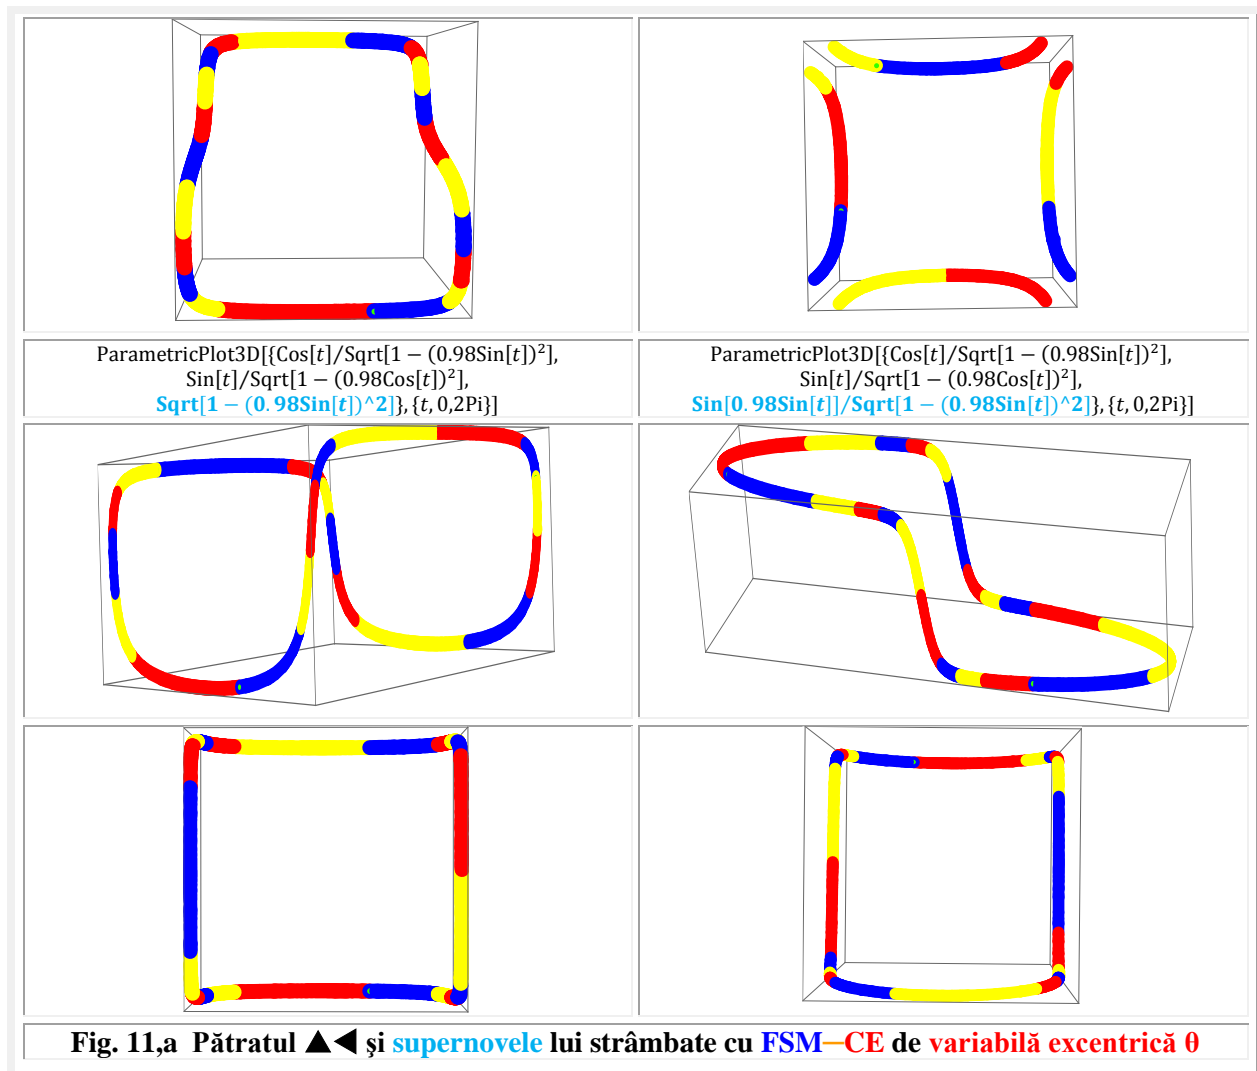 ParametricPlot3D[{Cos[t]/Sqrt[1 − (0.98Sin[t])²],
Sin[t]/Sqrt[1 − (0.98Cos[t])²],
Sqrt[1 − (0.98Sin[t])^2]}, {t, 0,2Pi}]
ParametricPlot3D[{Cos[t]/Sqrt[1 − (0.98Sin[t])²],
Sin[t]/Sqrt[1 − (0.98Cos[t])²],
Sin[0.98Sin[t]]/Sqrt[1 − (0.98Sin[t])^2]}, {t, 0,2Pi}]
Fig. 11,a Pătratul ▲◄ şi supernovele lui strâmbate cu FSM—CE de variabilă excentrică θ